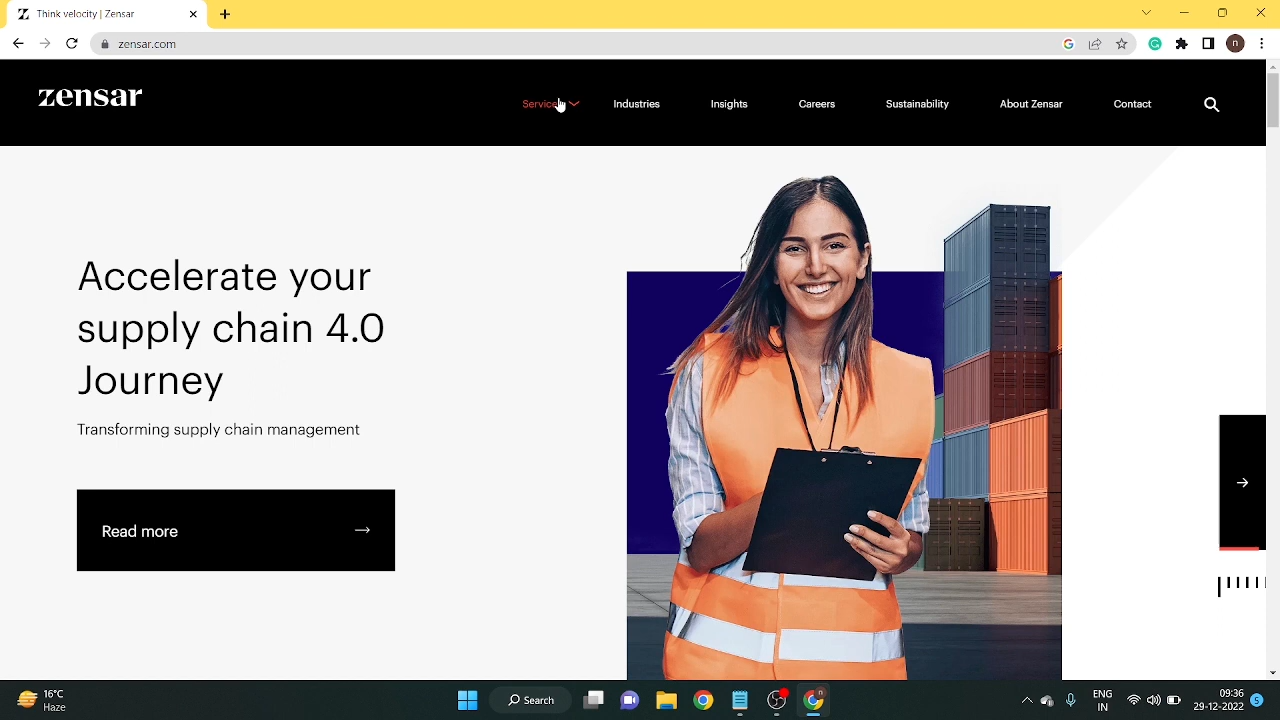 Think velocity | Zensar
zensar.com
n
zensar
Services
Industries
Insights
Careers
Sustainability
About Zensar
Contact
Accelerate your
supply chain 4.0
Journey
Transforming supply chain management
Read more
16°C
Haze
Search
n
ENG
IN
09:36
29-12-2022
5